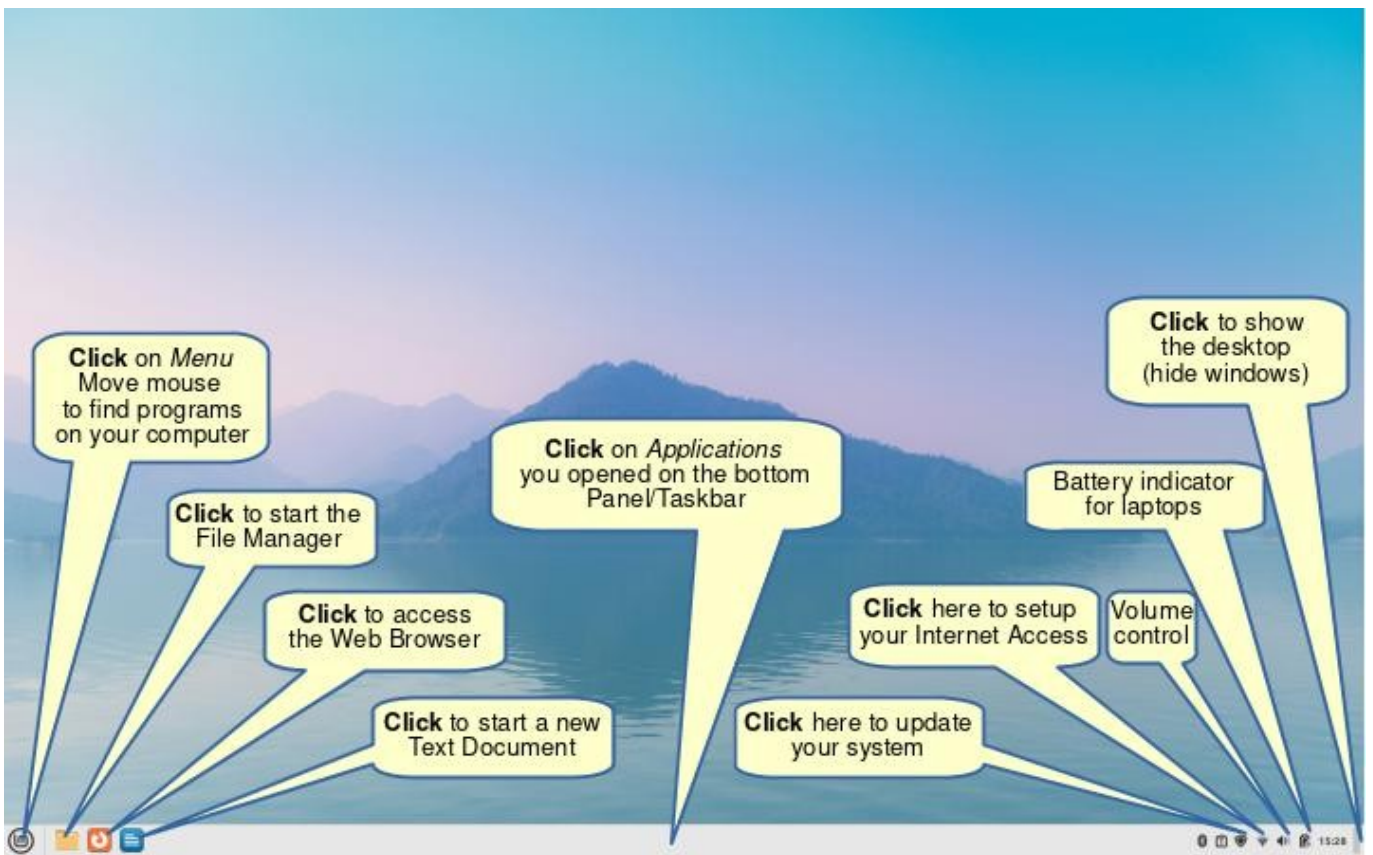 Click on Menu
Move mouse
to find programs
on your computer
Click to start the
File Manager
Click to access
the Web Browser
Click to start a new
Text Document
Click on Applications
you opened on the bottom
Panel/Taskbar
Click here to update
your system
Click here to setup
your Internet Access
Volume
control
Battery indicator
for laptops
Click to show
the desktop
(hide windows)
15:28